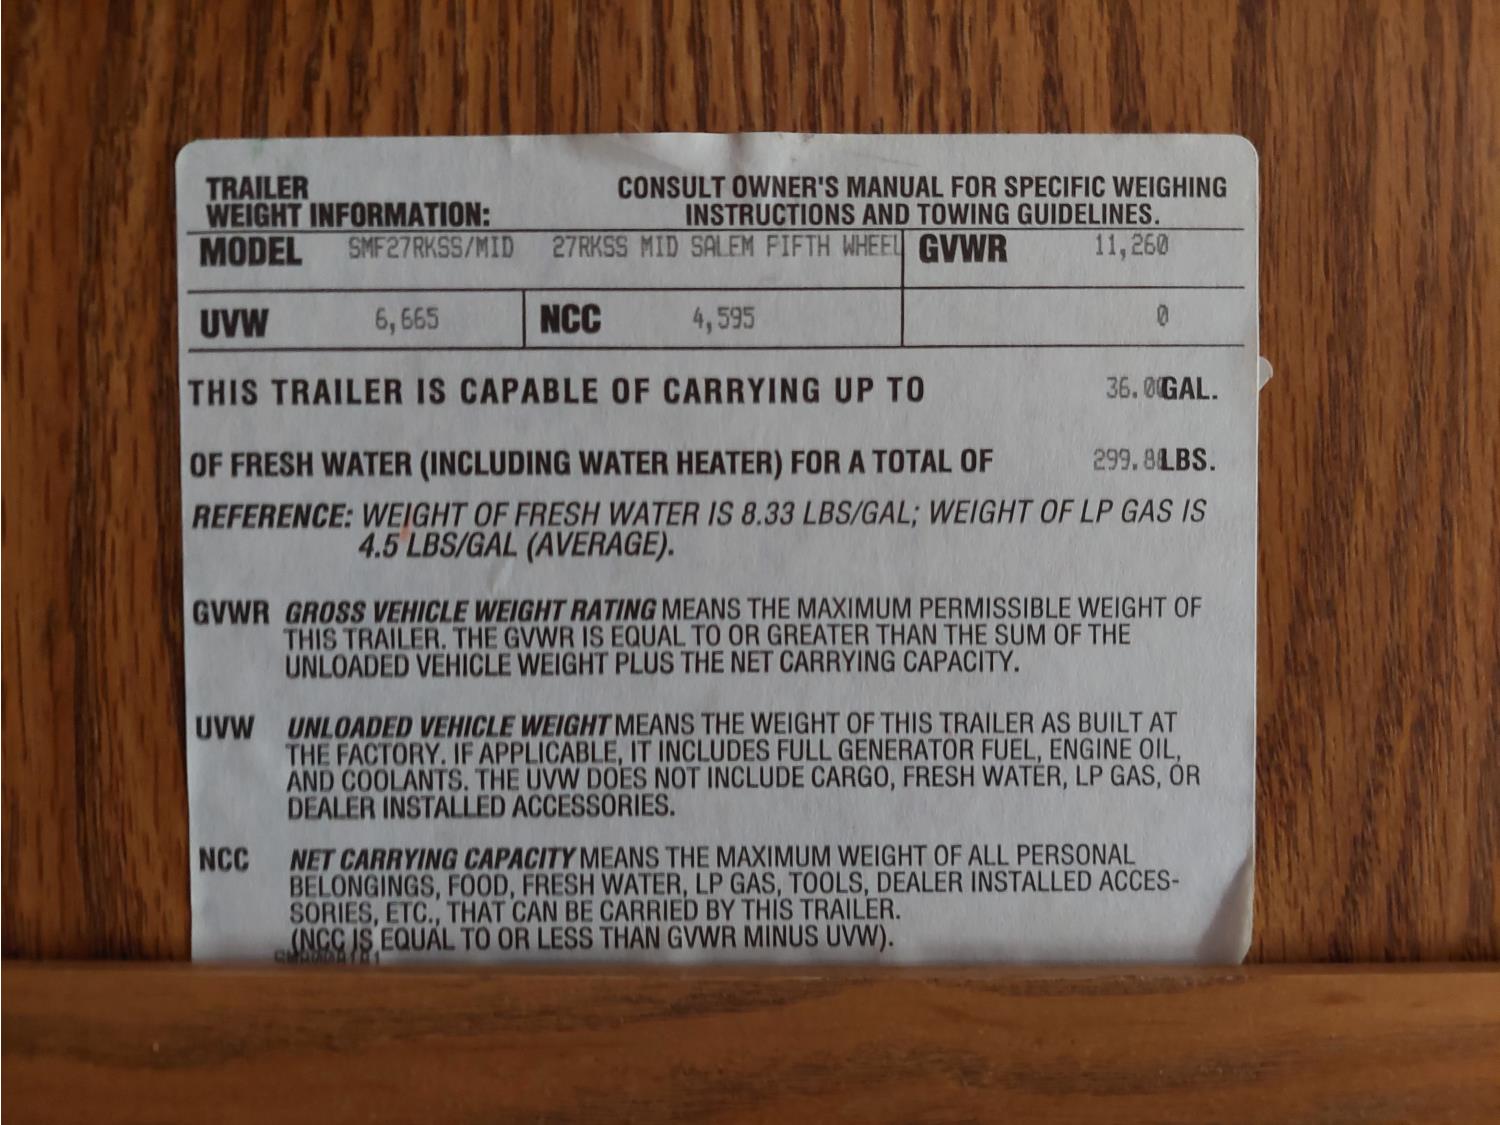 TRAILER
WEIGHT INFORMATION:
CONSULT OWNER'S MANUAL FOR SPECIFIC WEIGHING
INSTRUCTIONS AND TOWING GUIDELINES.
MODEL SMF27RKSS/MID 27RKSS MID SALEM FIFTH WHEEL GVWR 11,260
UVW 6,665 NCC 4,595 0
THIS TRAILER IS CAPABLE OF CARRYING UP TO 36.00GAL.
OF FRESH WATER (INCLUDING WATER HEATER) FOR A TOTAL OF 299.88LBS.
REFERENCE: WEIGHT OF FRESH WATER IS 8.33 LBS/GAL; WEIGHT OF LP GAS IS
4.5 LBS/GAL (AVERAGE).
GVWR GROSS VEHICLE WEIGHT RATING MEANS THE MAXIMUM PERMISSIBLE WEIGHT OF
THIS TRAILER. THE GVWR IS EQUAL TO OR GREATER THAN THE SUM OF THE
UNLOADED VEHICLE WEIGHT PLUS THE NET CARRYING CAPACITY.
UVW UNLOADED VEHICLE WEIGHT MEANS THE WEIGHT OF THIS TRAILER AS BUILT AT
THE FACTORY. IF APPLICABLE, IT INCLUDES FULL GENERATOR FUEL, ENGINE OIL,
AND COOLANTS. THE UVW DOES NOT INCLUDE CARGO, FRESH WATER, LP GAS, OR
DEALER INSTALLED ACCESSORIES.
NCC NET CARRYING CAPACITY MEANS THE MAXIMUM WEIGHT OF ALL PERSONAL
BELONGINGS, FOOD, FRESH WATER, LP GAS, TOOLS, DEALER INSTALLED ACCES-
SORIES, ETC., THAT CAN BE CARRIED BY THIS TRAILER.
(NCC IS EQUAL TO OR LESS THAN GVWR MINUS UVW).